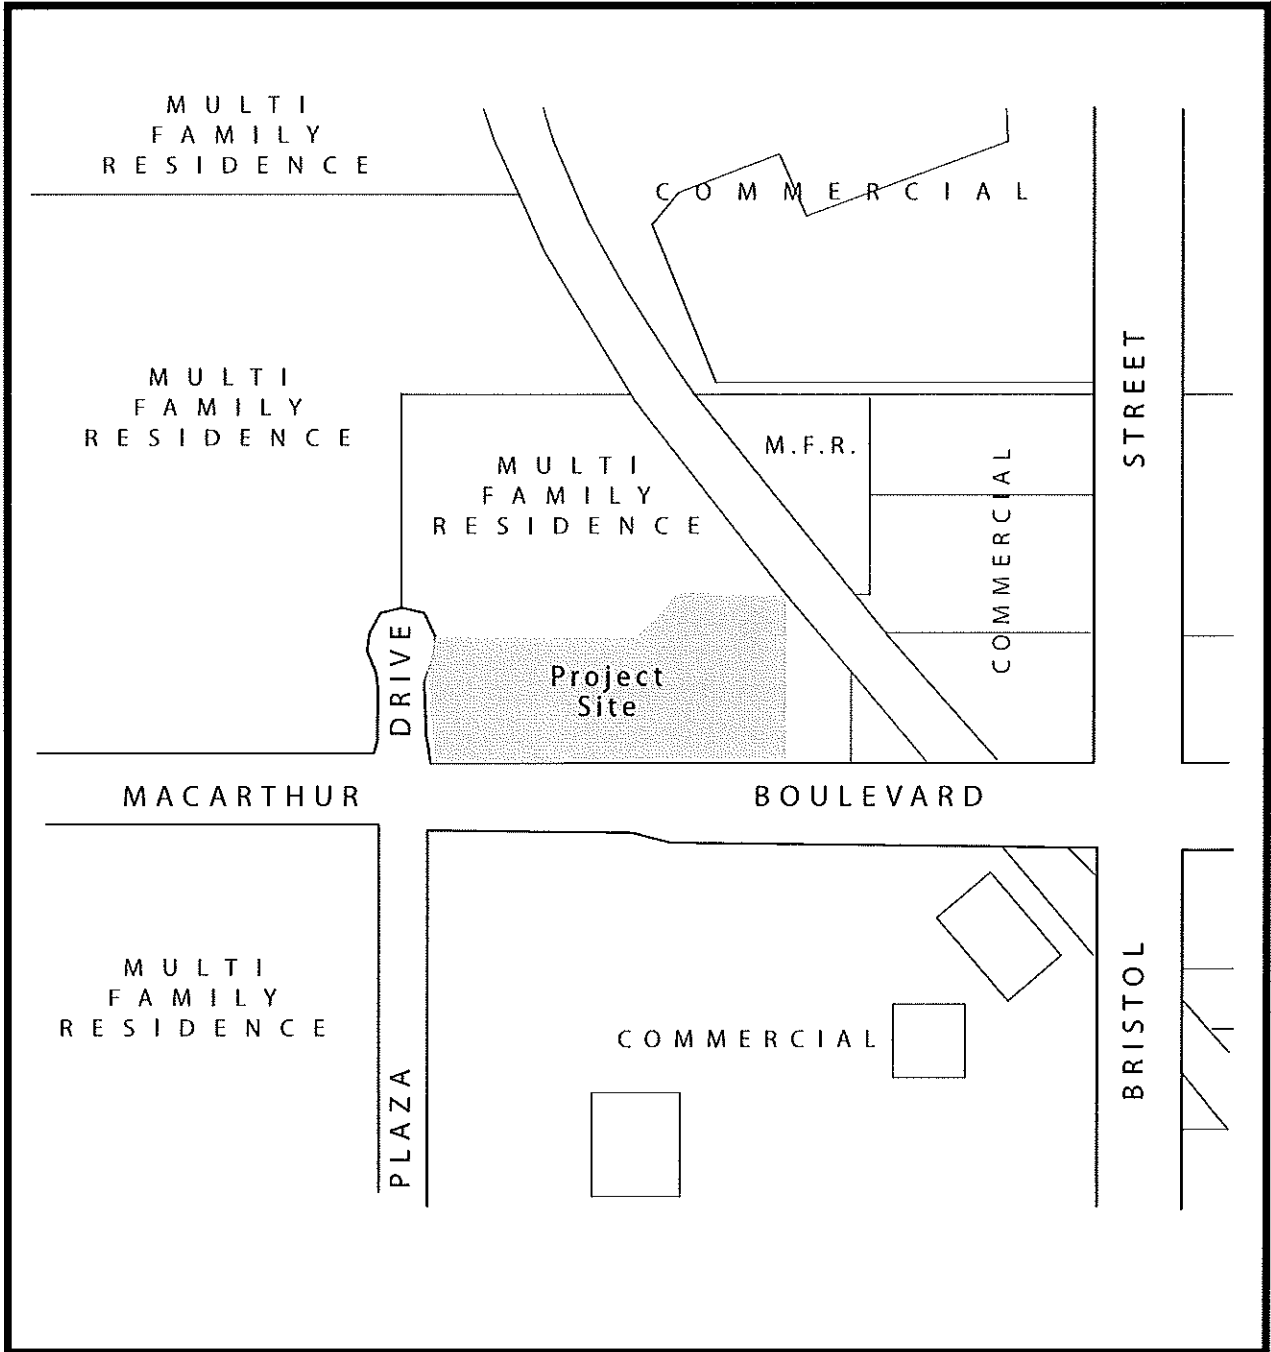 MULTI
FAMILY
RESIDENCE
COMMERCIAL
MULTI
FAMILY
RESIDENCE
STREET
M.F.R.
MULTI
FAMILY
RESIDENCE
COMMERCIAL
DRIVE
Project
Site
MACARTHUR
BOULEVARD
MULTI
FAMILY
RESIDENCE
COMMERCIAL
BRISTOL
PLAZA